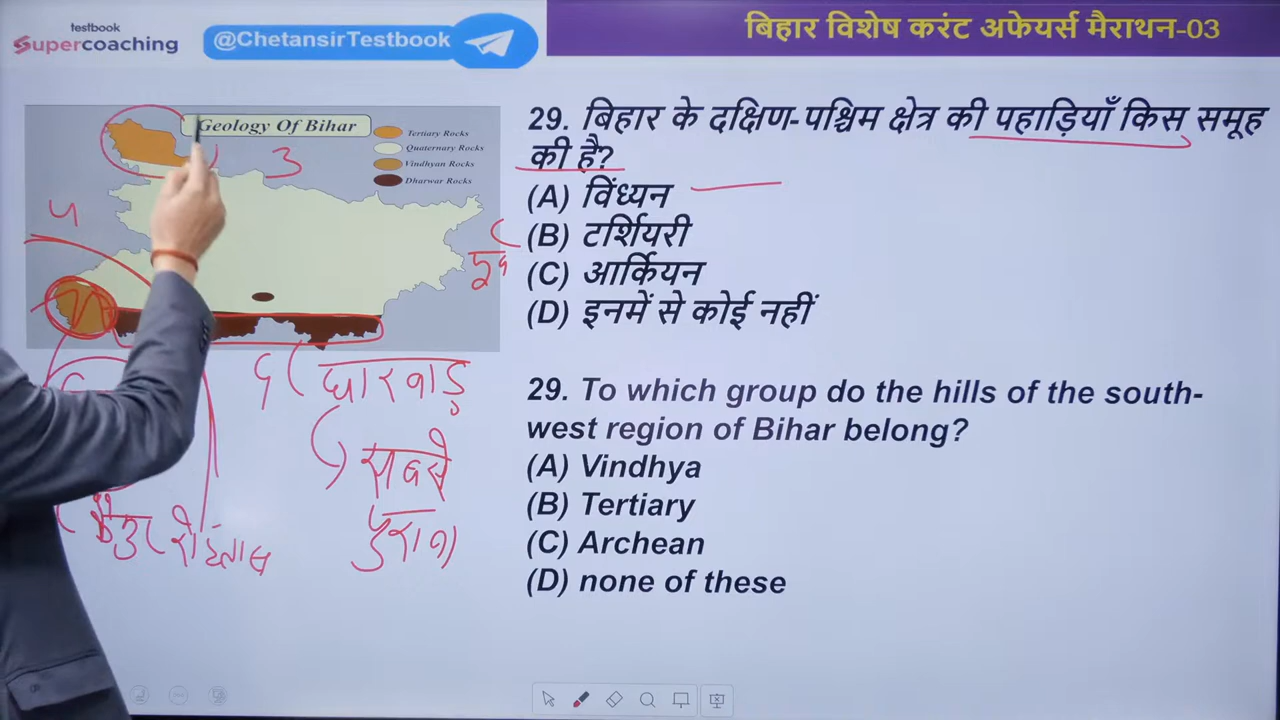 testbook
Supercoaching
@ChetansirTestbook
बिहार विशेष करंट अफेयर्स मैराथन-03
Geology Of Bihar
Tertiary Rocks
Quaternary Rocks
Vindhyan Rocks
Dharwar Rocks
3
29. बिहार के दक्षिण-पश्चिम क्षेत्र की पहाड़ियाँ किस समूह
की है?
(A) विंध्यन
(B) टर्शियरी
(C) आर्कियन
(D) इनमें से कोई नहीं
धारवाड़
सबसे
पुराना
रोहतास
29. To which group do the hills of the south-
west region of Bihar belong?
(A) Vindhya
(B) Tertiary
(C) Archean
(D) none of these